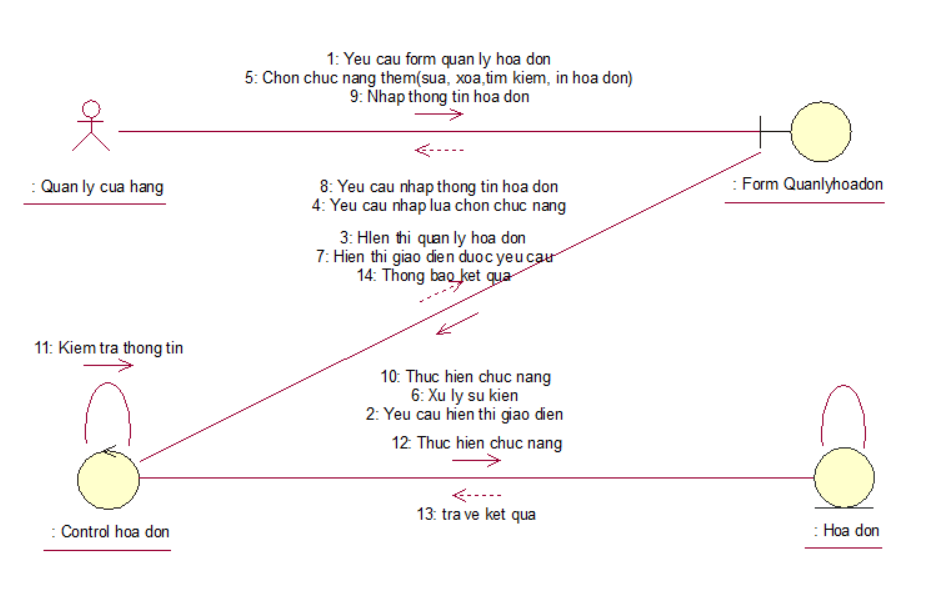 1: Yeu cau form quan ly hoa don
5: Chon chuc nang them(sua, xoa,tim kiem, in hoa don)
9: Nhap thong tin hoa don
: Quan ly cua hang
: Form Quanlyhoadon
8: Yeu cau nhap thong tin hoa don
4: Yeu cau nhap lua chon chuc nang
3: HIen thi quan ly hoa don
7: Hien thi giao dien duoc yeu cau
14: Thong bao ket qua
11: Kiem tra thong tin
10: Thuc hien chuc nang
6: Xu ly su kien
2: Yeu cau hien thi giao dien
12: Thuc hien chuc nang
13: tra ve ket qua
: Control hoa don
: Hoa don